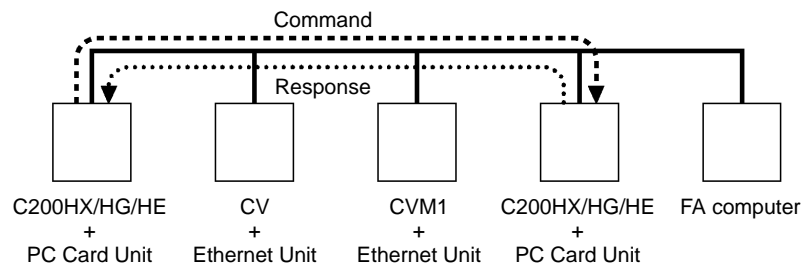 Command
Response
C200HX/HG/HE
+
PC Card Unit
CV
+
Ethernet Unit
CVM1
+
Ethernet Unit
C200HX/HG/HE
+
PC Card Unit
FA computer